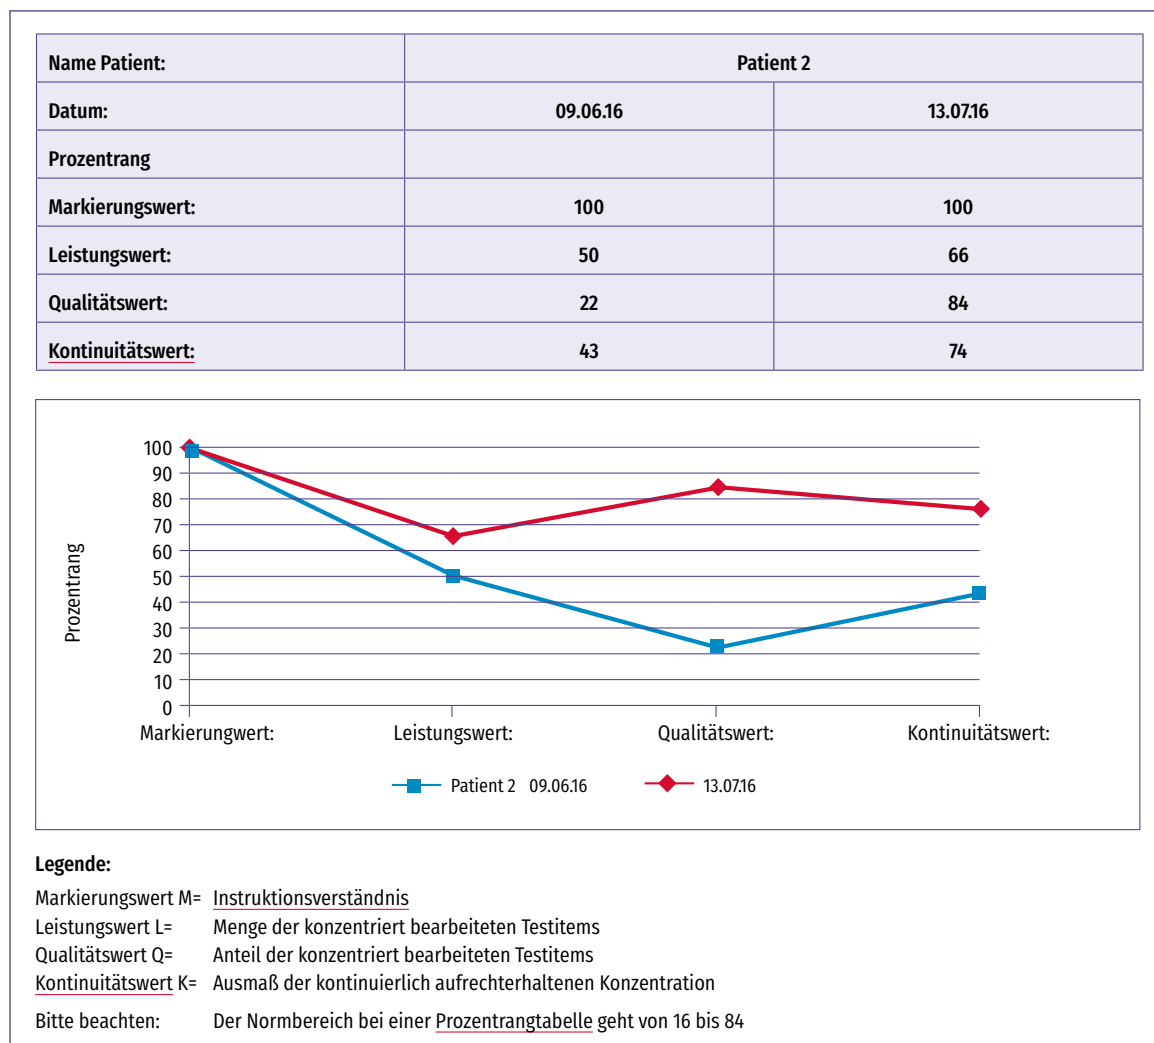 Name Patient: Patient 2
Datum: 09.06.16 13.07.16
Prozentrang
Markierungswert: 100 100
Leistungswert: 50 66
Qualitätswert: 22 84
Kontinuitätswert: 43 74
100
90
80
70
60
50
40
30
20
10
0
Prozentrang
Markierungwert: Leistungswert: Qualitätswert: Kontinuitätswert:
Patient 2 09.06.16 13.07.16
Legende:
Markierungswert M= Instruktionsverständnis
Leistungswert L= Menge der konzentriert bearbeiteten Testitems
Qualitätswert Q= Anteil der konzentriert bearbeiteten Testitems
Kontinuitätswert K= Ausmaß der kontinuierlich aufrechterhaltenen Konzentration
Bitte beachten: Der Normbereich bei einer Prozentrangtabelle geht von 16 bis 84